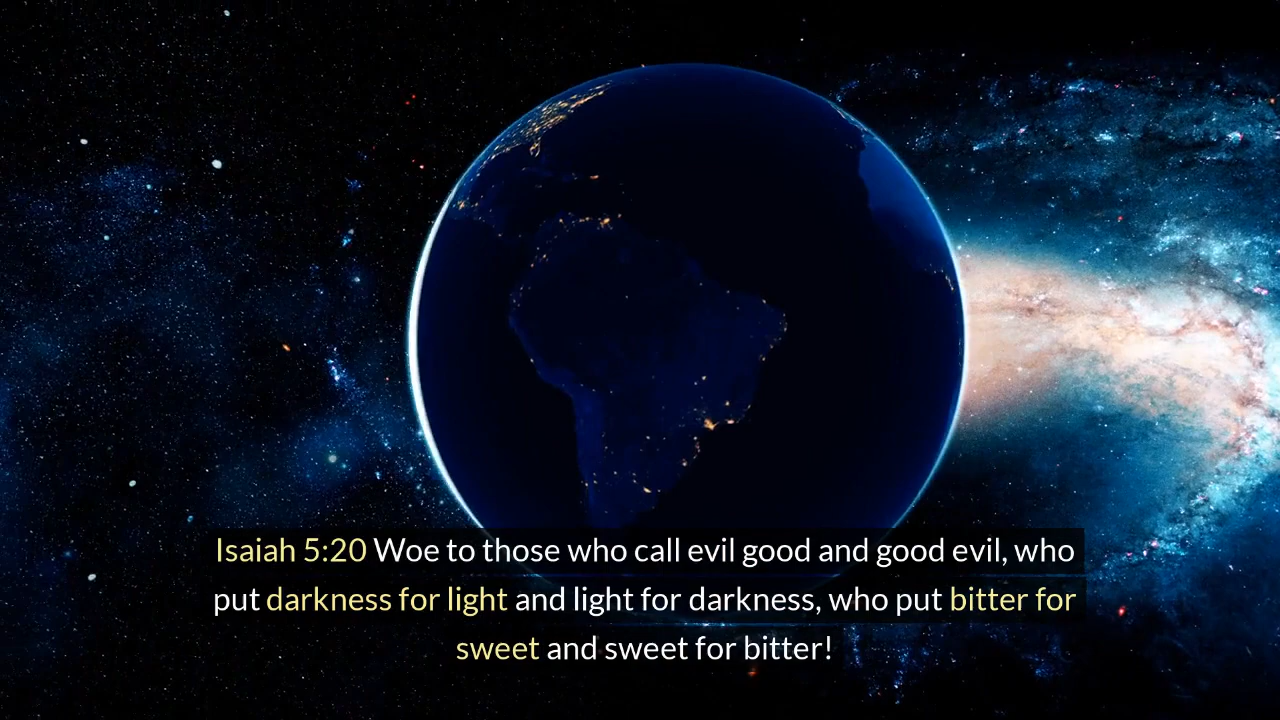 Isaiah 5:20 Woe to those who call evil good and good evil, who
put darkness for light and light for darkness, who put bitter for
sweet and sweet for bitter!